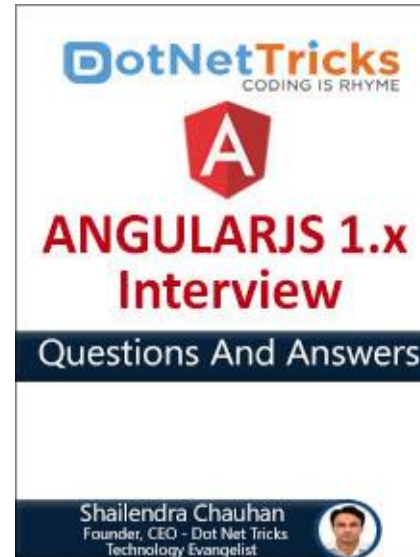 DotNetTricks
CODING IS RHYME
A
ANGULARJS 1.x
Interview
Questions And Answers
Shailendra Chauhan
Founder, CEO - Dot Net Tricks
Technology Evangelist